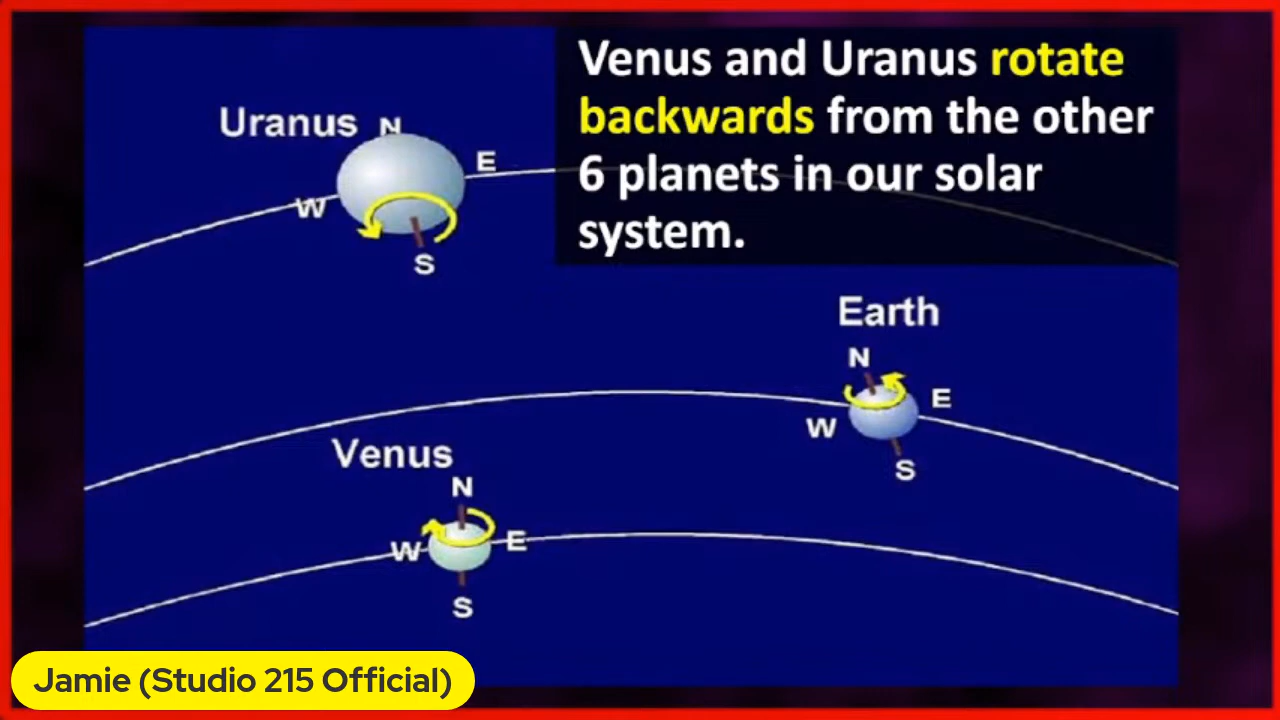 Venus and Uranus rotate
backwards from the other
6 planets in our solar
system.
Uranus
N
E
W
S
Earth
N
E
W
S
Venus
N
W
E
S
Jamie (Studio 215 Official)